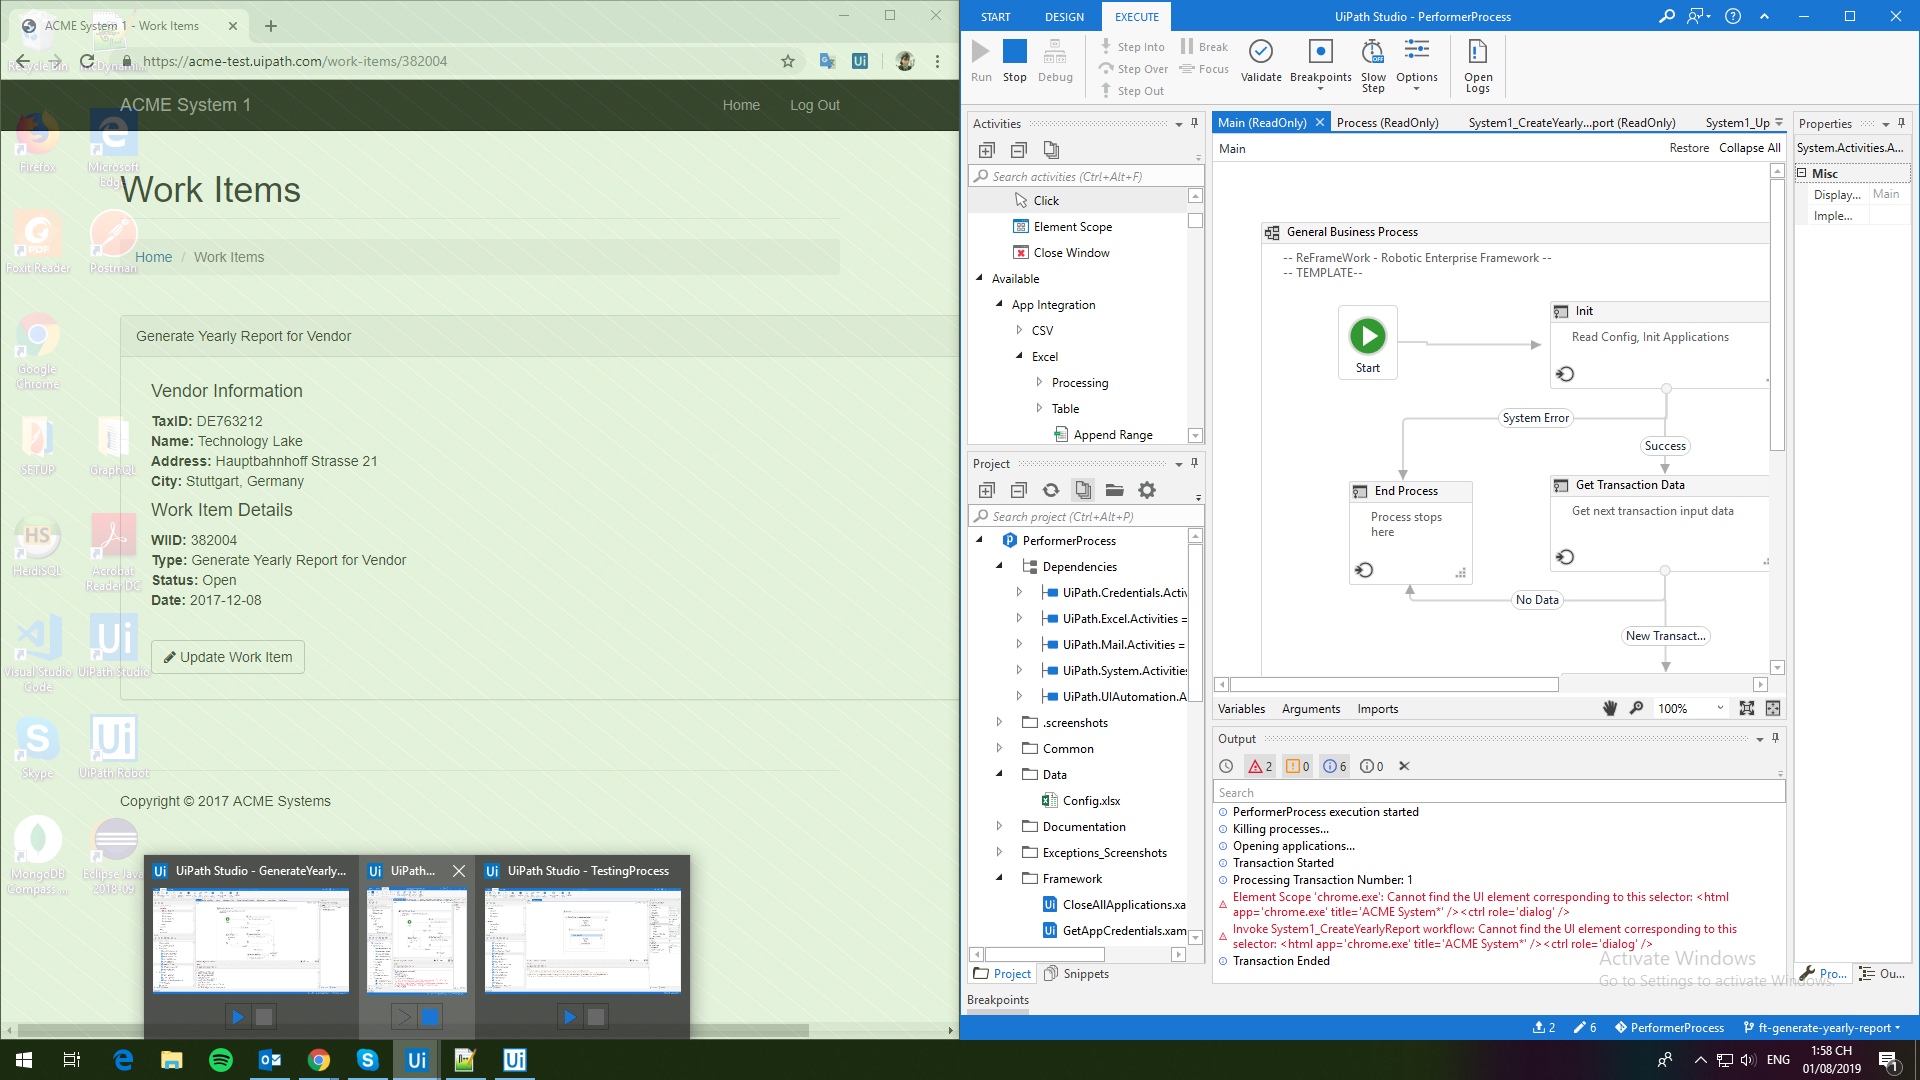 ACME System 1 - Work Items
https://acme-test.uipath.com/work-items/382004
ACME System 1
Home
Log Out
Firefox
Microsoft Edge
Work Items
Foxit Reader
Postman
Home / Work Items
Google Chrome
Generate Yearly Report for Vendor
Vendor Information
TaxID: DE763212
Name: Technology Lake
Address: Hauptbahnhoff Strasse 21
City: Stuttgart, Germany
SETUP
GraphQL
Work Item Details
WIID: 382004
Type: Generate Yearly Report for Vendor
Status: Open
Date: 2017-12-08
HeidiSQL
Acrobat Reader DC
Update Work Item
Visual Studio Code
UiPath Studio
Skype
UiPath Robot
Copyright © 2017 ACME Systems
MongoDB Compass ...
Eclipse Java 2018-09
UiPath Studio - GenerateYearly...
UiPath...
UiPath Studio - TestingProcess
START
DESIGN
EXECUTE
UiPath Studio - PerformerProcess
Run
Stop
Debug
Step Into
Step Over
Step Out
Break
Focus
Validate
Breakpoints
Slow Step
Options
Open Logs
Activities
Search activities (Ctrl+Alt+F)
Click
Element Scope
Close Window
Available
App Integration
CSV
Excel
Processing
Table
Append Range
Project
Search project (Ctrl+Alt+P)
PerformerProcess
Dependencies
UiPath.Credentials.Activ
UiPath.Excel.Activities =
UiPath.Mail.Activities =
UiPath.System.Activities
UiPath.UIAutomation.A
.screenshots
Common
Data
Config.xlsx
Documentation
Exceptions_Screenshots
Framework
CloseAllApplications.xa
GetAppCredentials.xam
Project
Snippets
Breakpoints
Main (ReadOnly)
Process (ReadOnly)
System1_CreateYearly...port (ReadOnly)
System1_Up
Main
Restore
Collapse All
General Business Process
-- ReFrameWork - Robotic Enterprise Framework --
-- TEMPLATE--
Start
Init
Read Config, Init Applications
System Error
Success
End Process
Process stops here
Get Transaction Data
Get next transaction input data
No Data
New Transact...
Variables
Arguments
Imports
100%
Output
2
0
6
0
Search
PerformerProcess execution started
Killing processes...
Opening applications...
Transaction Started
Processing Transaction Number: 1
Element Scope 'chrome.exe': Cannot find the UI element corresponding to this selector: <html
app='chrome.exe' title='ACME System*' /><ctrl role='dialog' />
Invoke System1_CreateYearlyReport workflow: Cannot find the UI element corresponding to this
selector: <html app='chrome.exe' title='ACME System*' /><ctrl role='dialog' />
Transaction Ended
Properties
System.Activities.A...
Misc
Display...
Main
Imple...
Activate Windows
Go to Settings to activate Windows.
Pro...
Ou...
2
6
PerformerProcess
ft-generate-yearly-report
ENG
1:58 CH
01/08/2019
1